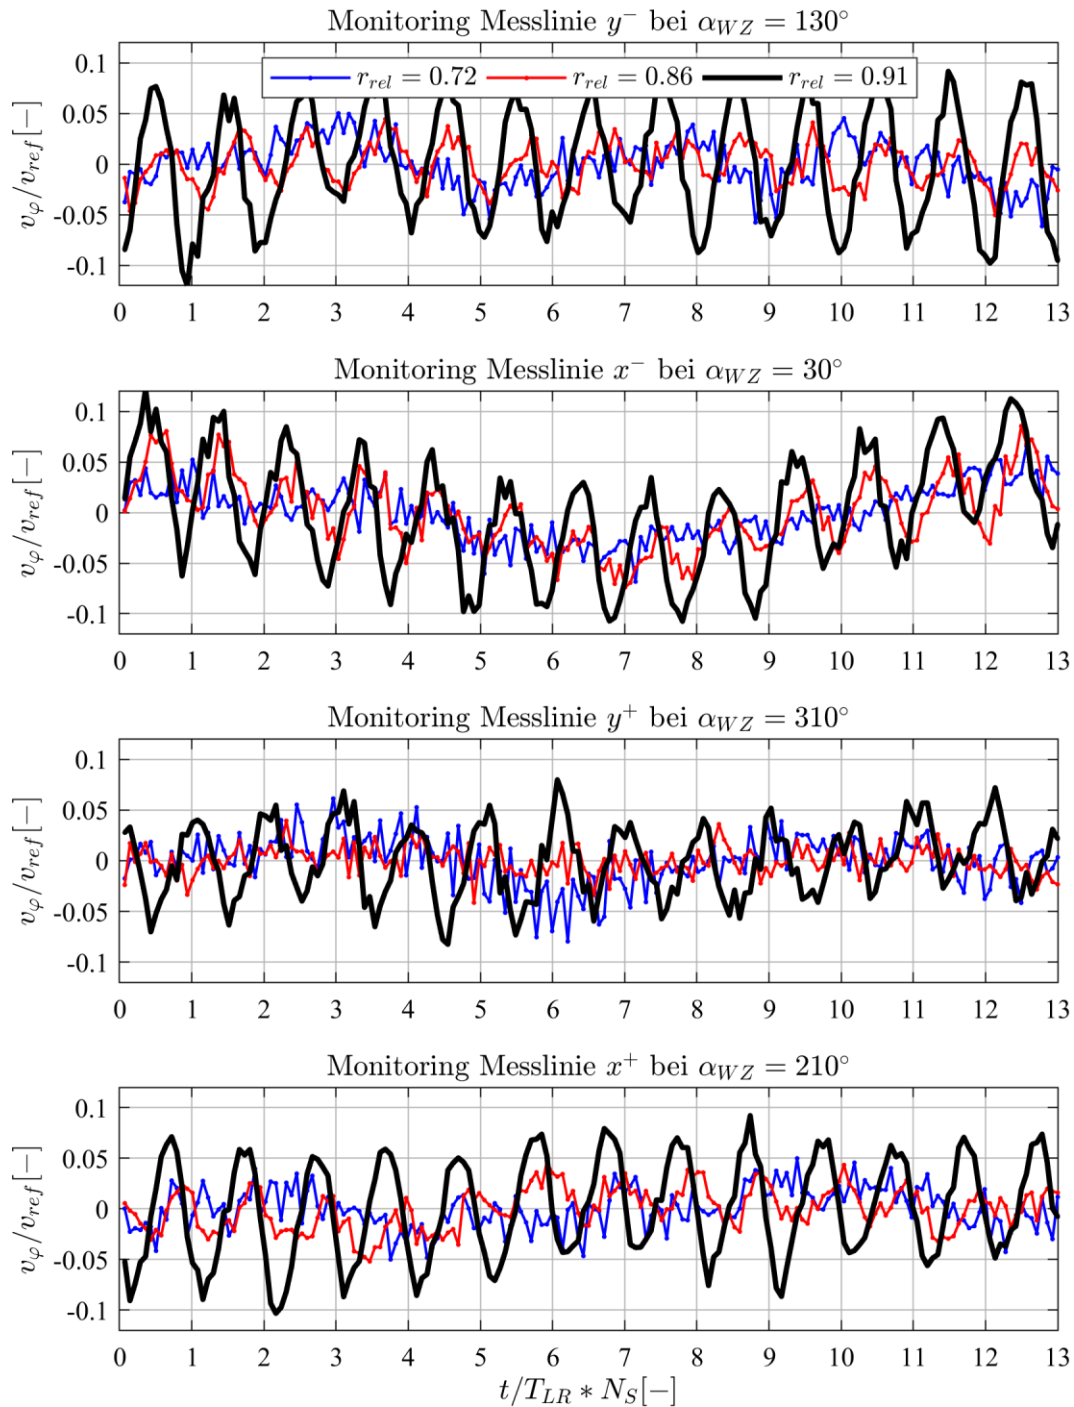 Monitoring Messlinie y⁻ bei α_WZ = 130°
r_rel = 0.72 r_rel = 0.86 r_rel = 0.91
v_φ/v_ref[−]
0.1
0.05
0
-0.05
-0.1
0 1 2 3 4 5 6 7 8 9 10 11 12 13
Monitoring Messlinie x⁻ bei α_WZ = 30°
v_φ/v_ref[−]
0.1
0.05
0
-0.05
-0.1
0 1 2 3 4 5 6 7 8 9 10 11 12 13
Monitoring Messlinie y⁺ bei α_WZ = 310°
v_φ/v_ref[−]
0.1
0.05
0
-0.05
-0.1
0 1 2 3 4 5 6 7 8 9 10 11 12 13
Monitoring Messlinie x⁺ bei α_WZ = 210°
v_φ/v_ref[−]
0.1
0.05
0
-0.05
-0.1
0 1 2 3 4 5 6 7 8 9 10 11 12 13
t/T_LR * N_S[−]